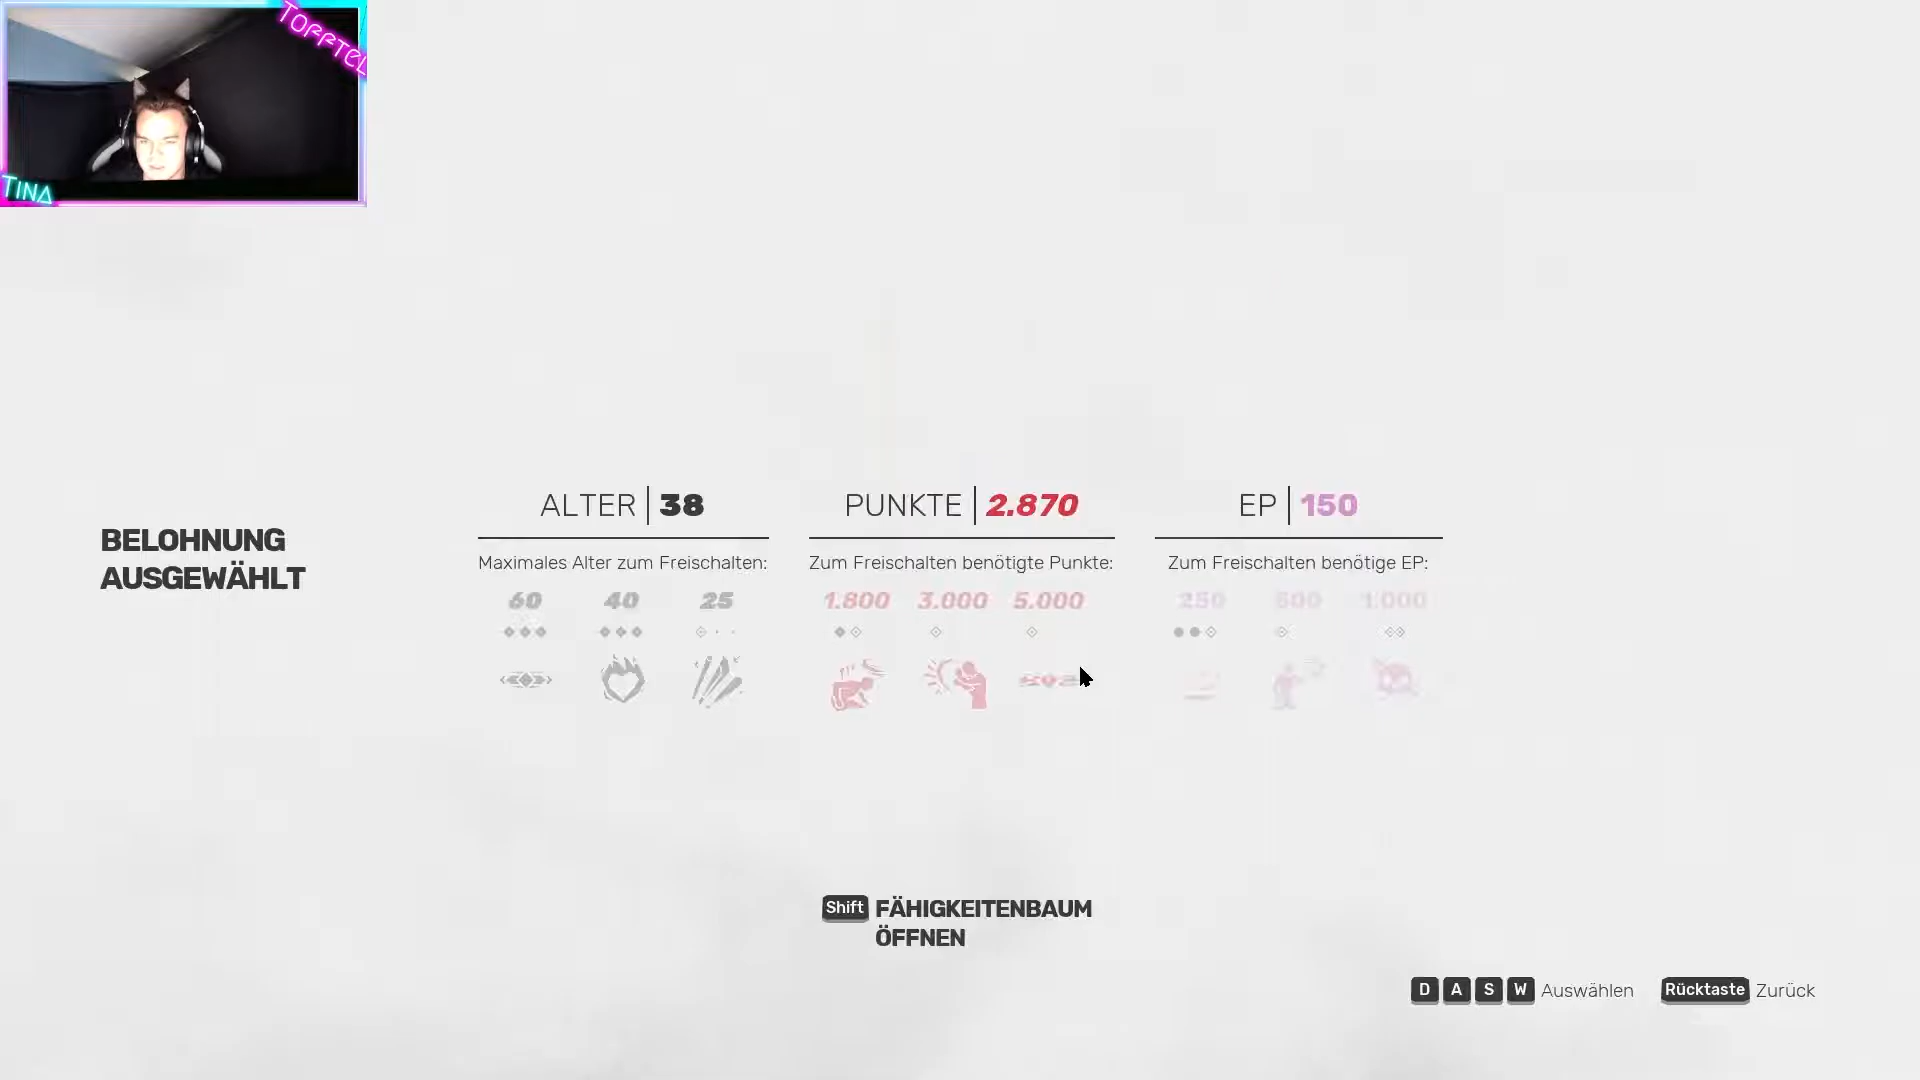 TOFFTEL
TINA
BELOHNUNG
AUSGEWÄHLT
ALTER 38
Maximales Alter zum Freischalten:
60 40 25
PUNKTE 2.870
Zum Freischalten benötigte Punkte:
1.800 3.000 5.000
EP 150
Zum Freischalten benötige EP:
250 500 1.000
Shift FÄHIGKEITENBAUM
ÖFFNEN
D A S W Auswählen Rücktaste Zurück